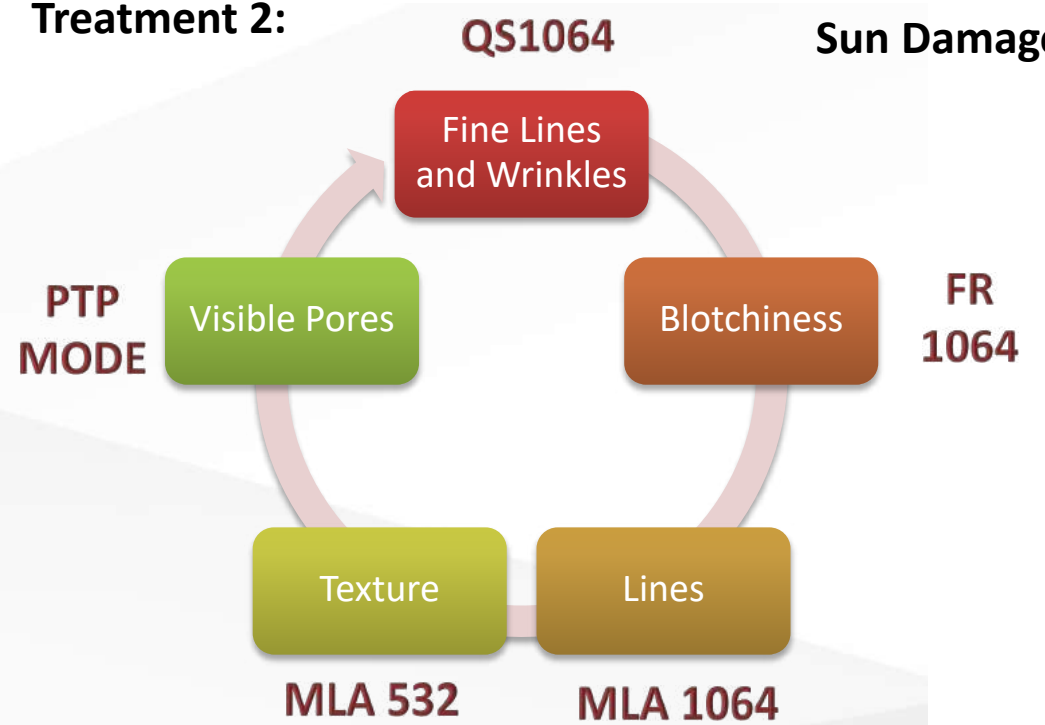 Treatment 2:
QS1064
Sun Damage
Fine Lines
and Wrinkles
PTP
MODE
Visible Pores
Blotchiness
FR
1064
Texture
Lines
MLA 532
MLA 1064